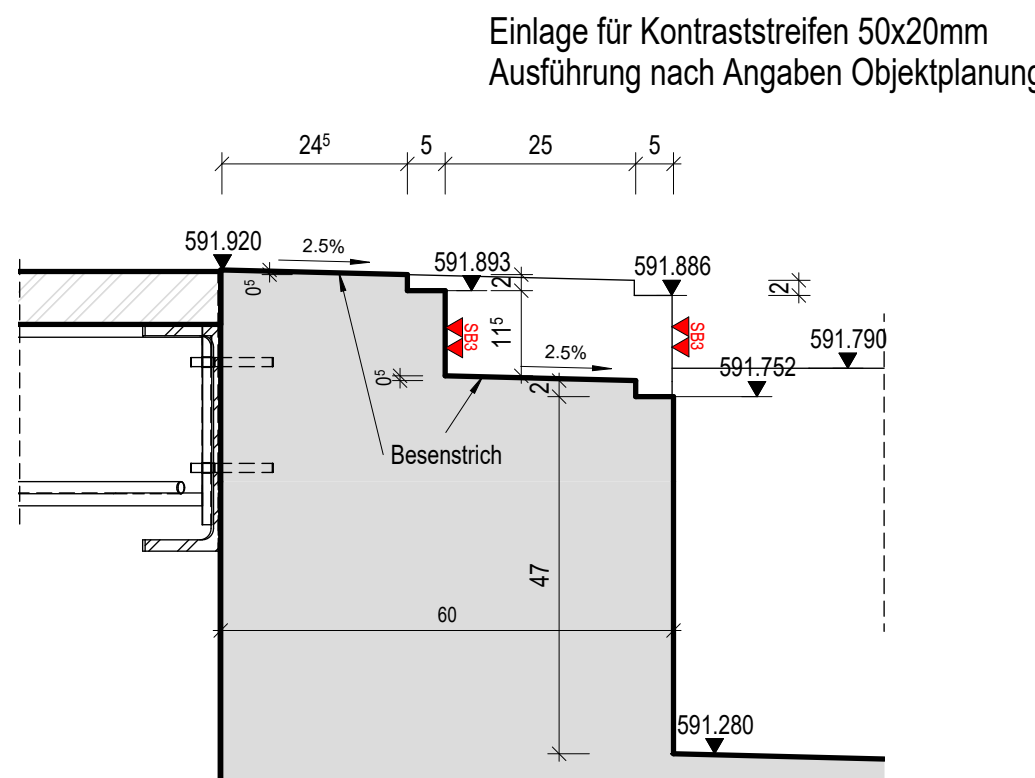 Einlage für Kontraststreifen 50x20mm
Ausführung nach Angaben Objektplanung
24⁵ 5 25 5
591.920 2.5% 591.893 591.886
0⁵ 2 2
SB3 11⁵ SB3
2.5% 591.790
0⁵ 2 591.752
Besenstrich
47
60
591.280